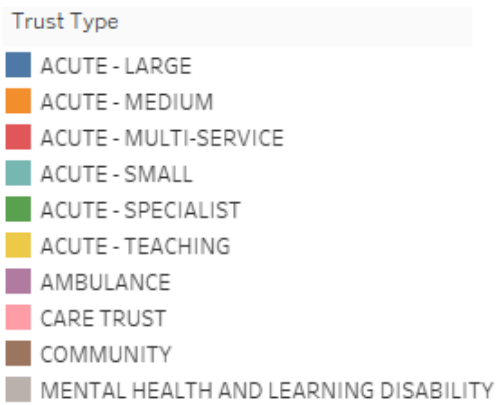 Trust Type
ACUTE - LARGE
ACUTE - MEDIUM
ACUTE - MULTI-SERVICE
ACUTE - SMALL
ACUTE - SPECIALIST
ACUTE - TEACHING
AMBULANCE
CARE TRUST
COMMUNITY
MENTAL HEALTH AND LEARNING DISABILITY